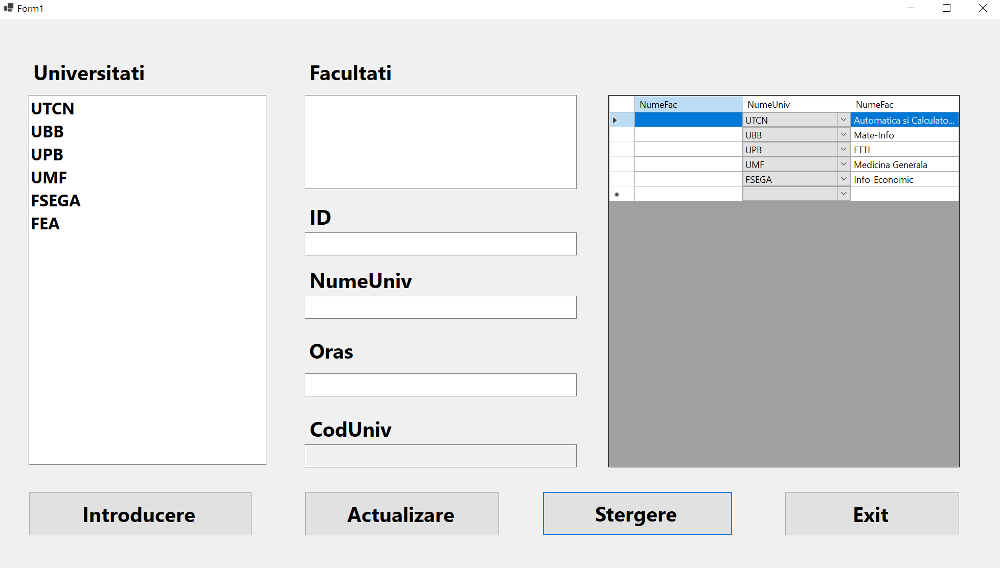 Form1
Universitati
UTCN
UBB
UPB
UMF
FSEGA
FEA
Facultati
ID
NumeUniv
Oras
CodUniv
NumeFac NumeUniv NumeFac
UTCN Automatica si Calculato...
UBB Mate-Info
UPB ETTI
UMF Medicina Generala
FSEGA Info-Economic
Introducere Actualizare Stergere Exit